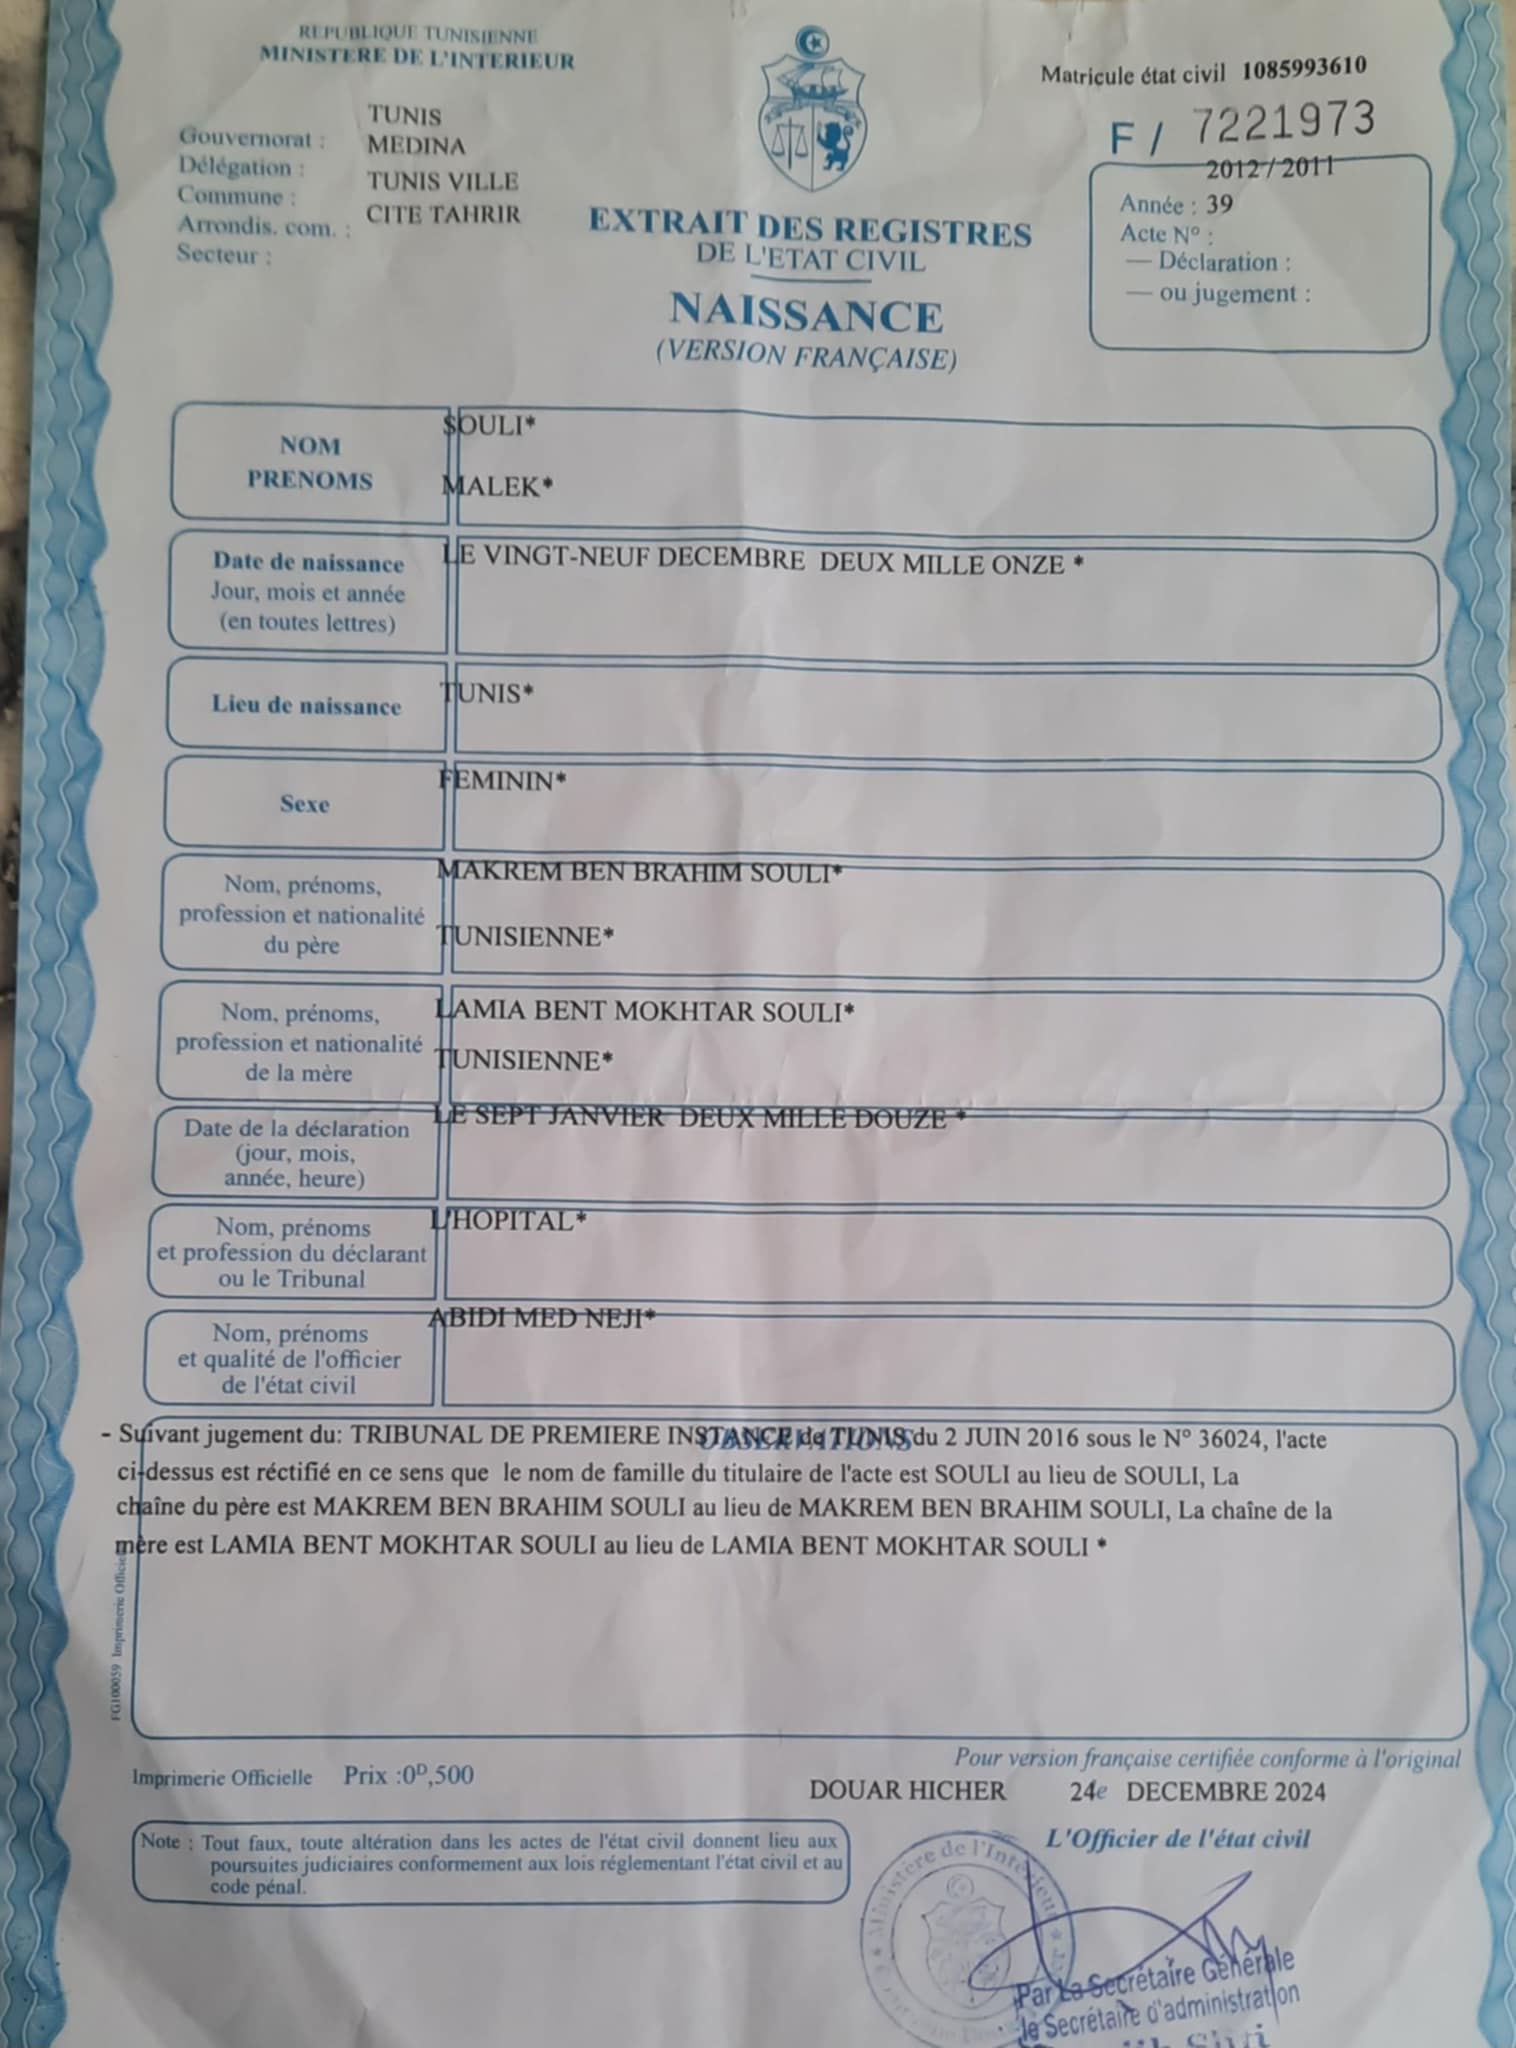 REPUBLIQUE TUNISIENNE
MINISTERE DE L'INTERIEUR
Matricule état civil 1085993610
F / 7221973
TUNIS
Gouvernorat :
MEDINA
Délégation :
TUNIS VILLE
Commune :
CITE TAHRIR
Arrondis. com. :
Secteur :
2012 / 2011
Année : 39
Acte N° :
— Déclaration :
— ou jugement :
EXTRAIT DES REGISTRES
DE L'ETAT CIVIL
NAISSANCE
(VERSION FRANÇAISE)
NOM
SOULI*
PRENOMS
MALEK*
Date de naissance
LE VINGT-NEUF DECEMBRE DEUX MILLE ONZE *
Jour, mois et année
(en toutes lettres)
Lieu de naissance
TUNIS*
Sexe
FEMININ*
Nom, prénoms,
profession et nationalité
du père
MAKREM BEN BRAHIM SOULI*
TUNISIENNE*
Nom, prénoms,
profession et nationalité
de la mère
LAMIA BENT MOKHTAR SOULI*
TUNISIENNE*
Date de la déclaration
(jour, mois,
année, heure)
LE SEPT JANVIER DEUX MILLE DOUZE *
Nom, prénoms
et profession du déclarant
ou le Tribunal
L'HOPITAL*
Nom, prénoms
et qualité de l'officier
de l'état civil
ABIDI MED NEJI*
OBSERVATIONS
- Suivant jugement du: TRIBUNAL DE PREMIERE INSTANCE de TUNIS du 2 JUIN 2016 sous le N° 36024, l'acte
ci-dessus est réctifié en ce sens que le nom de famille du titulaire de l'acte est SOULI au lieu de SOULI, La
chaîne du père est MAKREM BEN BRAHIM SOULI au lieu de MAKREM BEN BRAHIM SOULI, La chaîne de la
mère est LAMIA BENT MOKHTAR SOULI au lieu de LAMIA BENT MOKHTAR SOULI *
FG100059 Imprimerie Officie
Imprimerie Officielle Prix :0D,500
Pour version française certifiée conforme à l'original
DOUAR HICHER 24e DECEMBRE 2024
L'Officier de l'état civil
Note : Tout faux, toute altération dans les actes de l'état civil donnent lieu aux
poursuites judiciaires conformement aux lois réglementant l'état civil et au
code pénal.
Ministère de l'Intérieur
Par La Secrétaire Générale
le Secrétaire d'administration